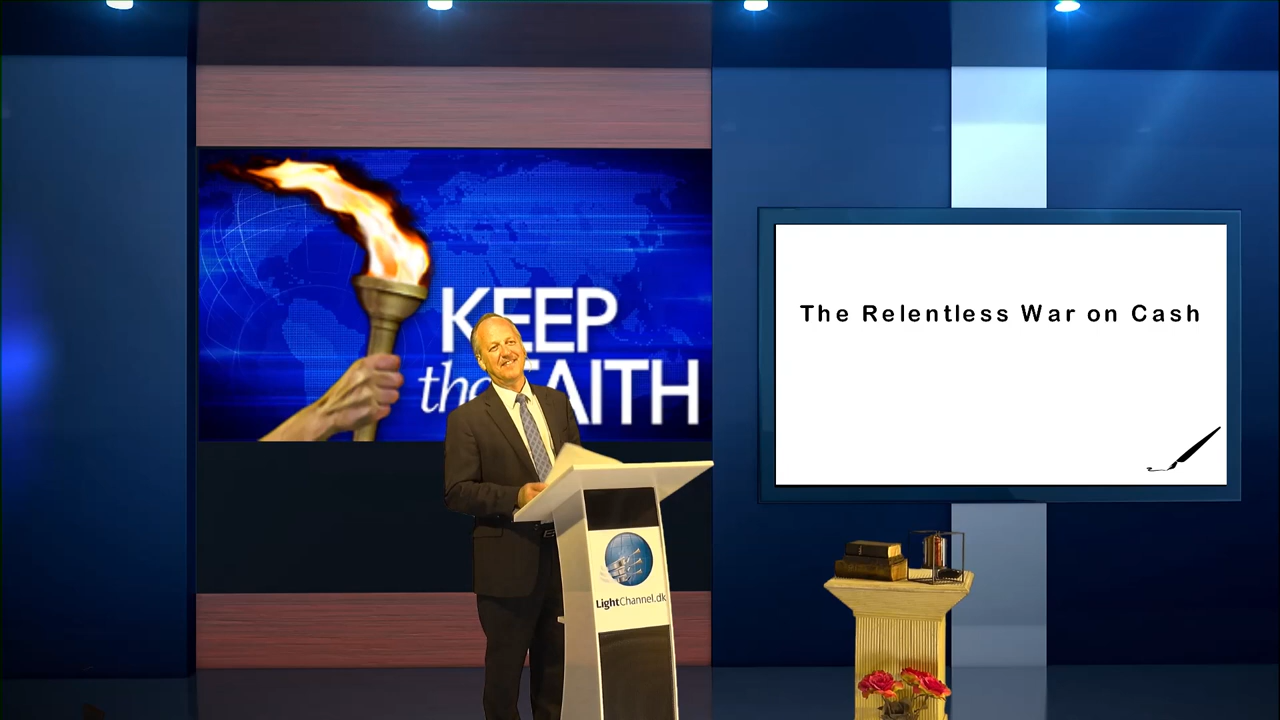 KEEP
the FAITH
The Relentless War on Cash
LightChannel.dk